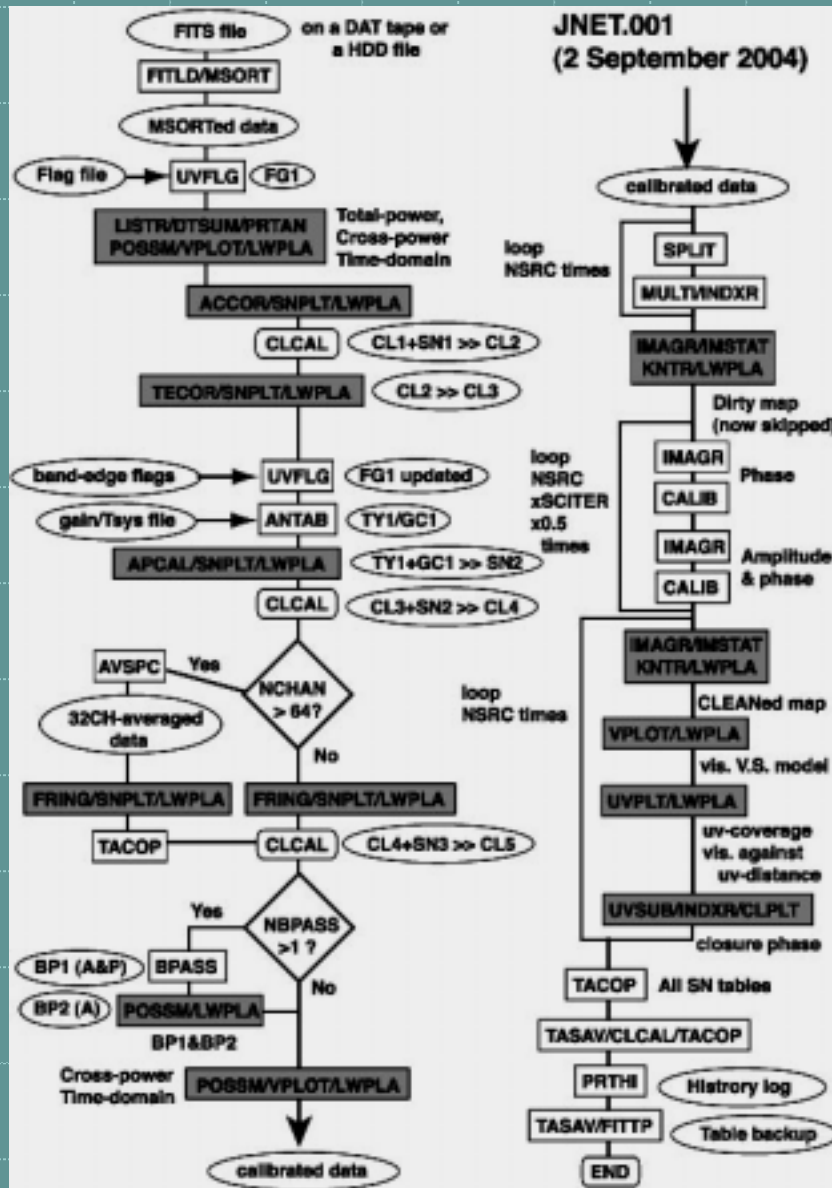 FITS file
on a DAT tape or
a HDD file
FITLD/MSORT
MSORTed data
Flag file
UVFLG
FG1
LISTR/DTSUM/PRTAN
POSSM/VPLOT/LWPLA
Total-power,
Cross-power
Time-domain
ACCOR/SNPLT/LWPLA
CLCAL
CL1+SN1 >> CL2
TECOR/SNPLT/LWPLA
CL2 >> CL3
band-edge flags
UVFLG
FG1 updated
gain/Tsys file
ANTAB
TY1/GC1
APCAL/SNPLT/LWPLA
TY1+GC1 >> SN2
CLCAL
CL3+SN2 >> CL4
AVSPC
Yes
NCHAN
> 64?
32CH-averaged
data
No
FRING/SNPLT/LWPLA
FRING/SNPLT/LWPLA
TACOP
CLCAL
CL4+SN3 >> CL5
Yes
NBPASS
>1 ?
BP1 (A&P)
BPASS
No
BP2 (A)
POSSM/LWPLA
BP1&BP2
Cross-power
Time-domain
POSSM/VPLOT/LWPLA
calibrated data
JNET.001
(2 September 2004)
calibrated data
loop
NSRC times
SPLIT
MULTI/INDXR
IMAGR/IMSTAT
KNTR/LWPLA
Dirty map
(now skipped)
loop
NSRC
xSCITER
x0.5
times
IMAGR
Phase
CALIB
IMAGR
Amplitude
& phase
CALIB
IMAGR/IMSTAT
KNTR/LWPLA
loop
NSRC times
CLEANed map
VPLOT/LWPLA
vis. V.S. model
UVPLT/LWPLA
uv-coverage
vis. against
uv-distance
UVSUB/INDXR/CLPLT
closure phase
TACOP
All SN tables
TASAV/CLCAL/TACOP
PRTHI
Histrory log
TASAV/FITTP
Table backup
END